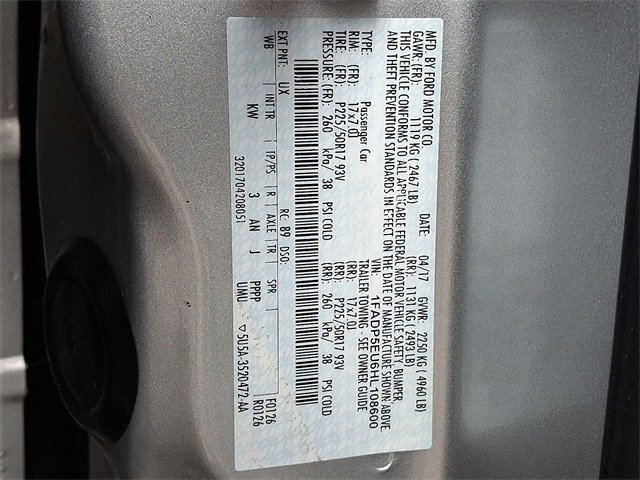 MFD BY FORD MOTOR CO.
DATE: 04/17 GVWR: 2250 KG ( 4960 LB)
GAWR: (FR): 1119 KG ( 2467 LB) (RR): 1131 KG ( 2493 LB)
THIS VEHICLE CONFORMS TO ALL APPLICABLE FEDERAL MOTOR VEHICLE SAFETY, BUMPER,
AND THEFT PREVENTION STANDARDS IN EFFECT ON THE DATE OF MANUFACTURE SHOWN ABOVE.
VIN: 1FADP5EU6HL108600
TYPE: Passenger Car TRAILER TOWING - SEE OWNER GUIDE
RIM: (FR): 17x7.0J (RR): 17x7.0J
TIRE: (FR): P225/50R17 93V (RR): P225/50R17 93V
PRESSURE: (FR): 260 kPa/ 38 PSI COLD (RR): 260 kPa/ 38 PSI COLD
EXT PNT: UX RC: 89 DSO: F0126
R0126
WB INT TR TP/PS R AXLE TR SPR
KW 3 AN J PPPP
UMU
3201704208051 ▽5U5A-3520472-AA